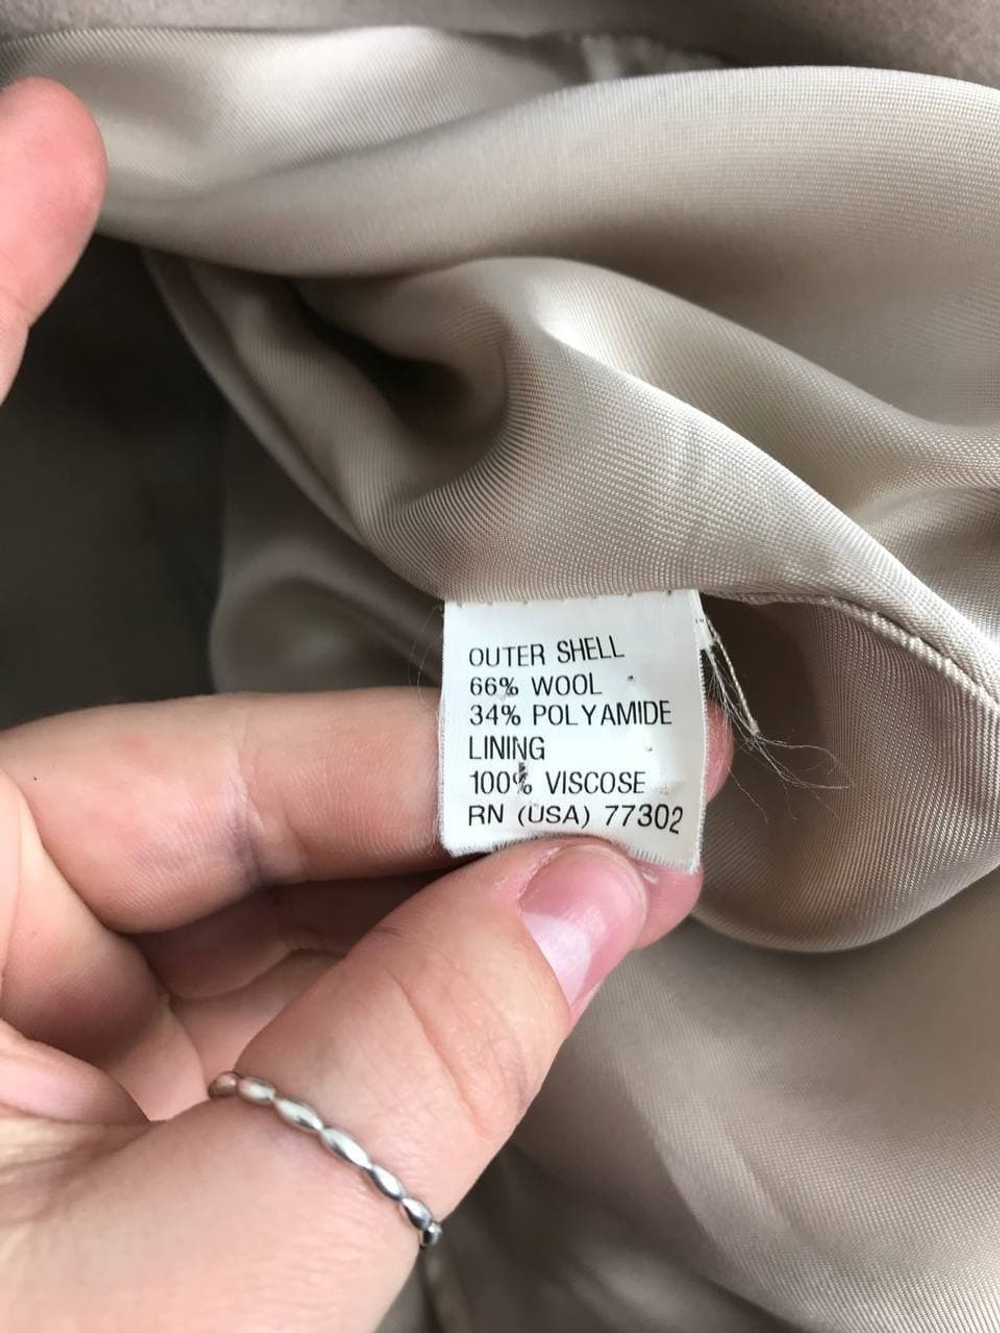 OUTER SHELL
66% WOOL
34% POLYAMIDE
LINING
100% VISCOSE
RN (USA) 77302